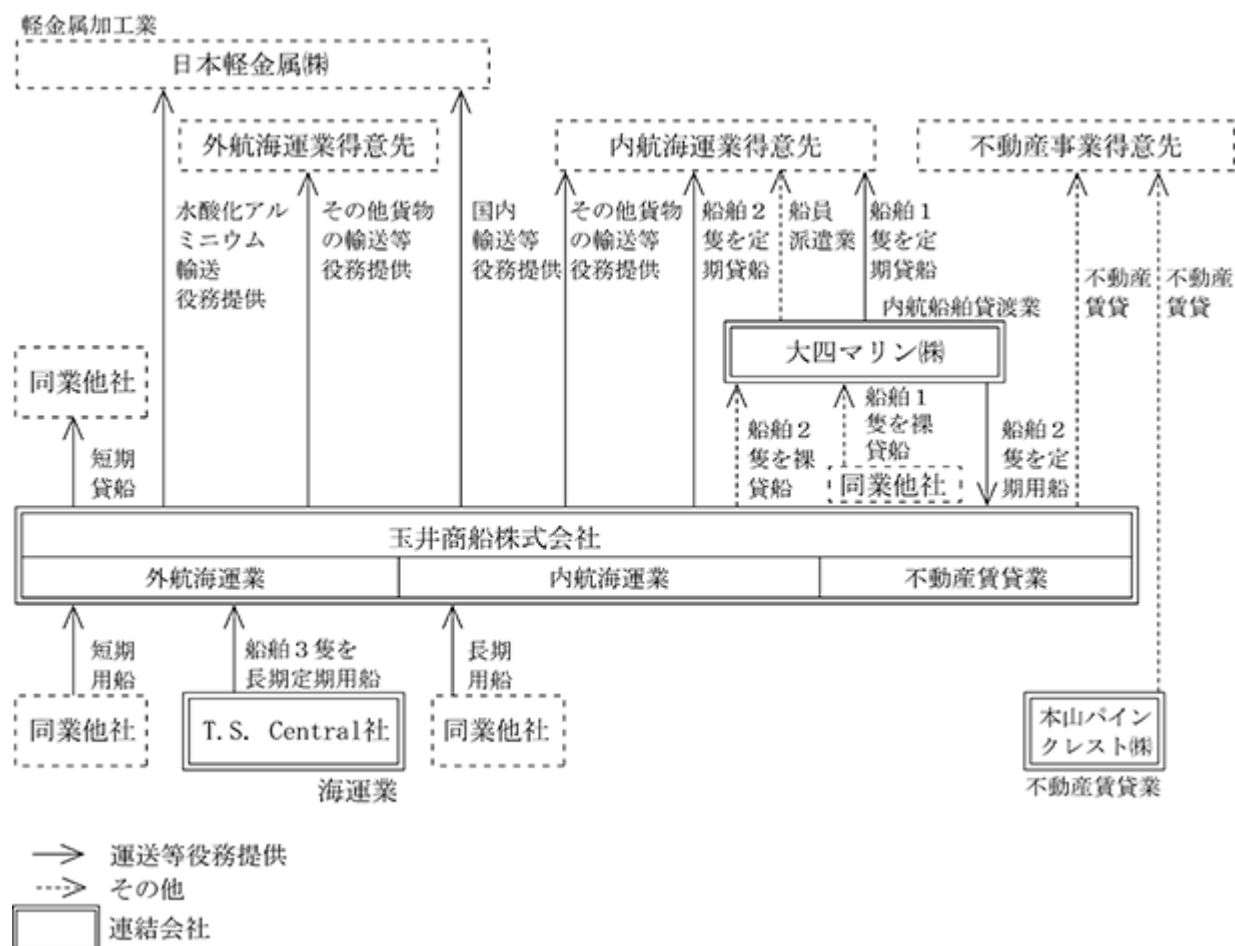 軽金属加工業
日本軽金属㈱
外航海運業得意先
内航海運業得意先
不動産事業得意先
水酸化アル
ミニウム
輸送
役務提供
その他貨物
の輸送等
役務提供
国内
輸送等
役務提供
その他貨物
の輸送等
役務提供
船舶２
隻を定
期貸船
船員
派遣業
船舶１
隻を定
期貸船
不動産
賃貸
不動産
賃貸
内航船舶貸渡業
大四マリン㈱
同業他社
短期
貸船
船舶２
隻を裸
貸船
船舶１
隻を裸
貸船
同業他社
船舶２
隻を定
期用船
玉井商船株式会社
外航海運業
内航海運業
不動産賃貸業
短期
用船
船舶３隻を
長期定期用船
長期
用船
同業他社
T.S. Central社
海運業
同業他社
本山パイン
クレスト㈱
不動産賃貸業
運送等役務提供
その他
連結会社